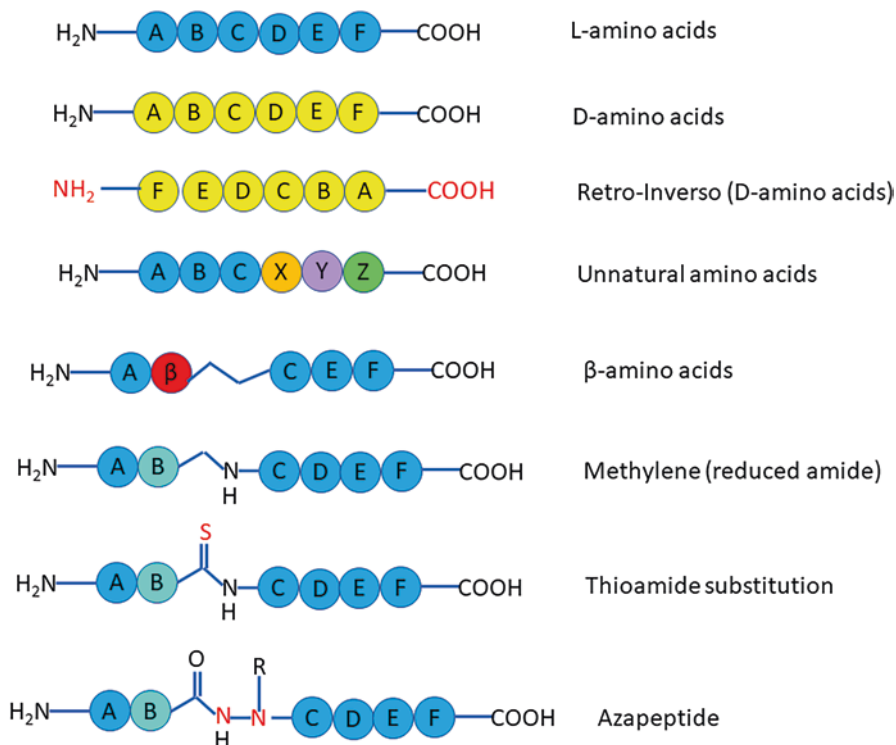 H₂N A B C D E F COOH L-amino acids
H₂N A B C D E F COOH D-amino acids
NH₂ F E D C B A COOH Retro-Inverso (D-amino acids)
H₂N A B C X Y Z COOH Unnatural amino acids
H₂N A β C E F COOH β-amino acids
H₂N A B N H C D E F COOH Methylene (reduced amide)
S
H₂N A B N H C D E F COOH Thioamide substitution
O R
H₂N A B N H N C D E F COOH Azapeptide